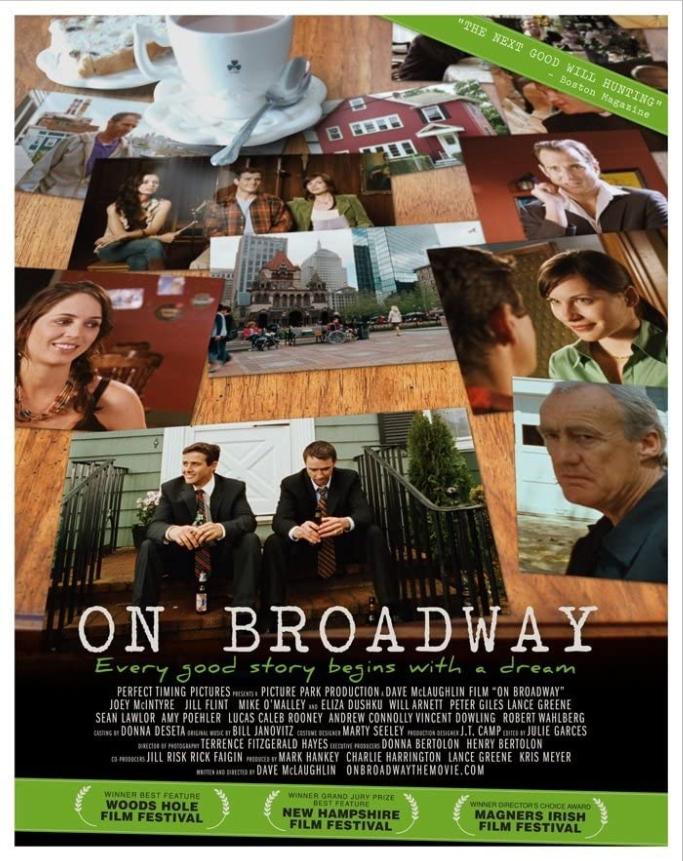 "THE NEXT GOOD WILL HUNTING"
- Boston Magazine
ON BROADWAY
Every good story begins with a dream
PERFECT TIMING PICTURES PRESENTS A PICTURE PARK PRODUCTION A DAVE McLAUGHLIN FILM "ON BROADWAY"
JOEY McINTYRE JILL FLINT MIKE O'MALLEY AND ELIZA DUSHKU WILL ARNETT PETER GILES LANCE GREENE
SEAN LAWLOR AMY POEHLER LUCAS CALEB ROONEY ANDREW CONNOLLY VINCENT DOWLING ROBERT WAHLBERG
CASTING BY DONNA DESETA ORIGINAL MUSIC BY BILL JANOVITZ COSTUME DESIGNER MARTY SEELEY PRODUCTION DESIGNER J.T. CAMP EDITED BY JULIE GARCES
DIRECTOR OF PHOTOGRAPHY TERRENCE FITZGERALD HAYES EXECUTIVE PRODUCERS DONNA BERTOLON HENRY BERTOLON
CO-PRODUCERS JILL RISK RICK FAIGIN PRODUCED BY MARK HANKEY CHARLIE HARRINGTON LANCE GREENE KRIS MEYER
WRITTEN AND DIRECTED BY DAVE McLAUGHLIN ONBROADWAYTHEMOVIE.COM
WINNER BEST FEATURE
WOODS HOLE
FILM FESTIVAL
WINNER GRAND JURY PRIZE
BEST FEATURE
NEW HAMPSHIRE
FILM FESTIVAL
WINNER DIRECTOR'S CHOICE AWARD
MAGNERS IRISH
FILM FESTIVAL